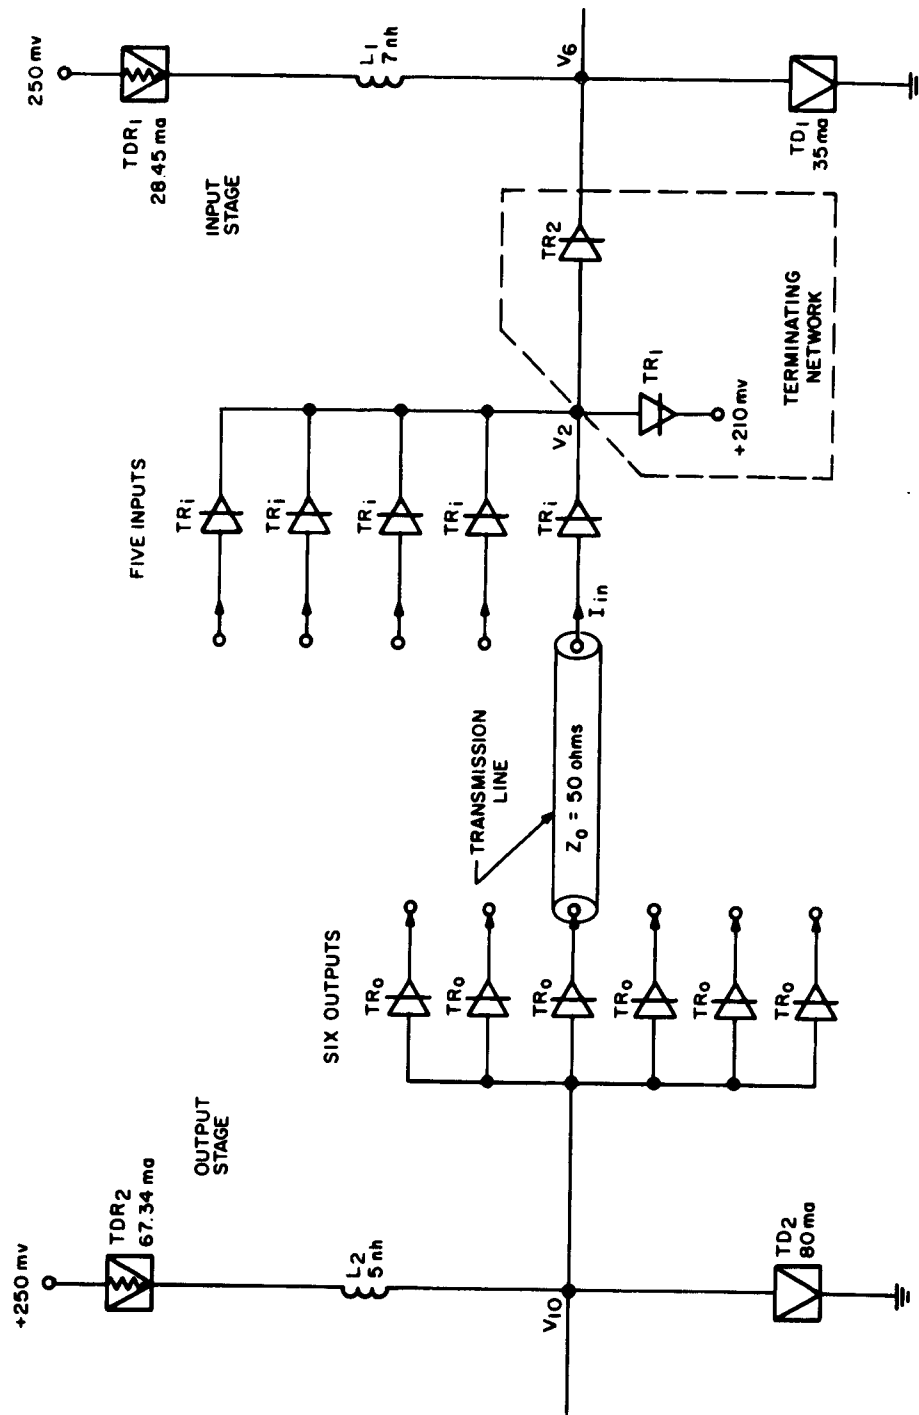 +250 mv
TDR2
67.34 ma
OUTPUT
STAGE
L2
5 nh
V10
TD2
80 ma
SIX OUTPUTS
TRo
TRo
TRo
TRo
TRo
TRo
TRANSMISSION
LINE
Zo = 50 ohms
Iin
FIVE INPUTS
TRi
TRi
TRi
TRi
TRi
V2
TR1
+210 mv
TERMINATING
NETWORK
TR2
INPUT
STAGE
250 mv
TDR1
28.45 ma
L1
7 nh
V6
TD1
35 ma